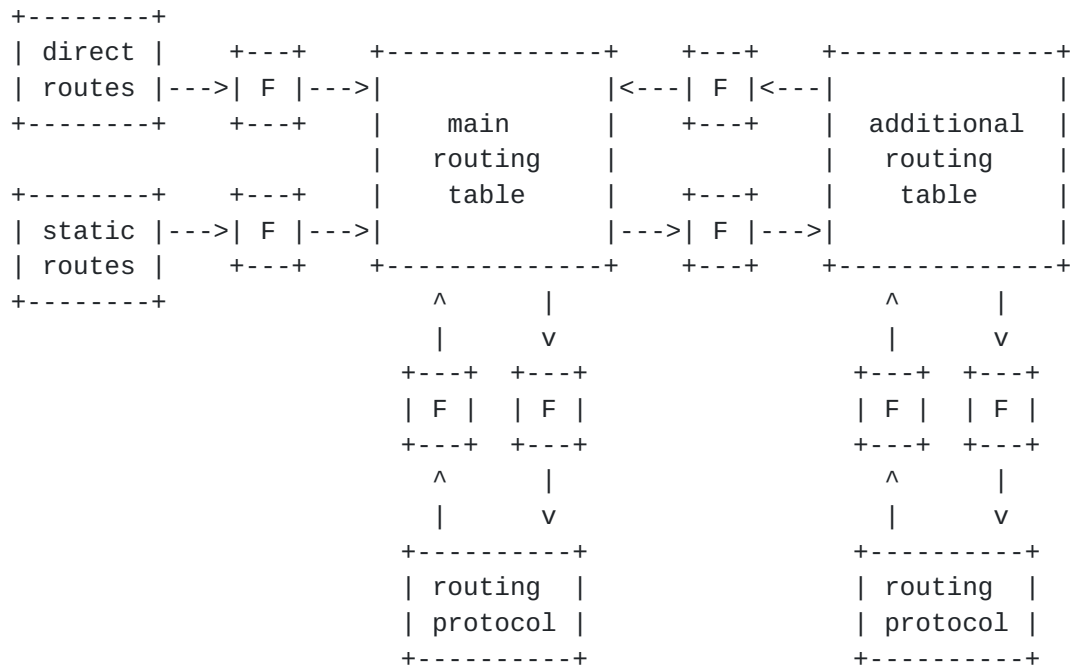 +--------+
| direct |    +---+    +--------------+    +---+    +--------------+
| routes |--->| F |--->|              |<---| F |<---|              |
+--------+    +---+    |     main     |    +---+    |  additional  |
                       |    routing   |             |   routing    |
+--------+    +---+    |     table    |    +---+    |    table     |
| static |--->| F |--->|              |--->| F |--->|              |
| routes |    +---+    +--------------+    +---+    +--------------+
+--------+                 ^      |                     ^      |
                           |      v                     |      v
                         +---+  +---+                 +---+  +---+
                         | F |  | F |                 | F |  | F |
                         +---+  +---+                 +---+  +---+
                           ^      |                     ^      |
                           |      v                     |      v
                         +----------+                 +----------+
                         | routing  |                 | routing  |
                         | protocol |                 | protocol |
                         +----------+                 +----------+